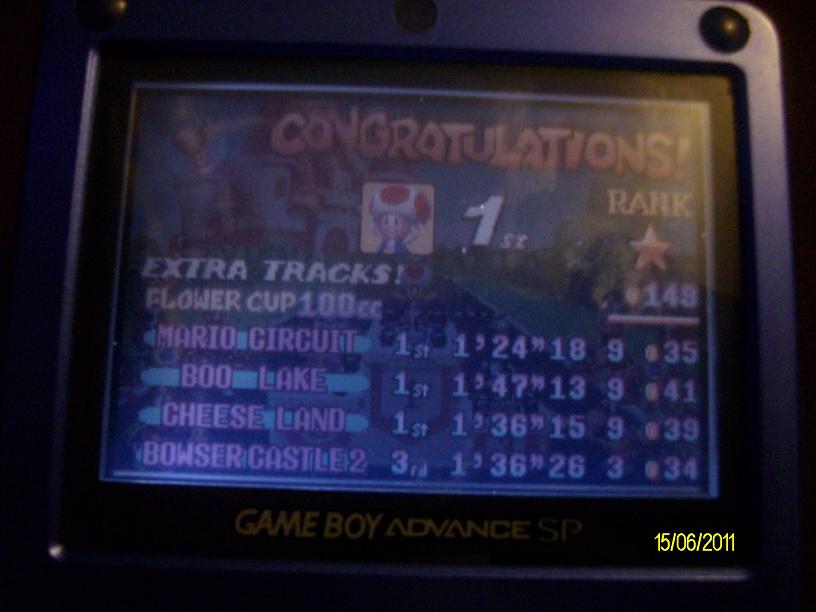 CONGRATULATIONS!
1st
RANK
EXTRA TRACKS!
FLOWER CUP 100cc
149
MARIO CIRCUIT 1st 1'24"18 9 35
BOO LAKE 1st 1'47"13 9 41
CHEESE LAND 1st 1'36"15 9 39
BOWSER CASTLE 2 3rd 1'36"26 3 34
GAME BOY ADVANCE SP
15/06/2011